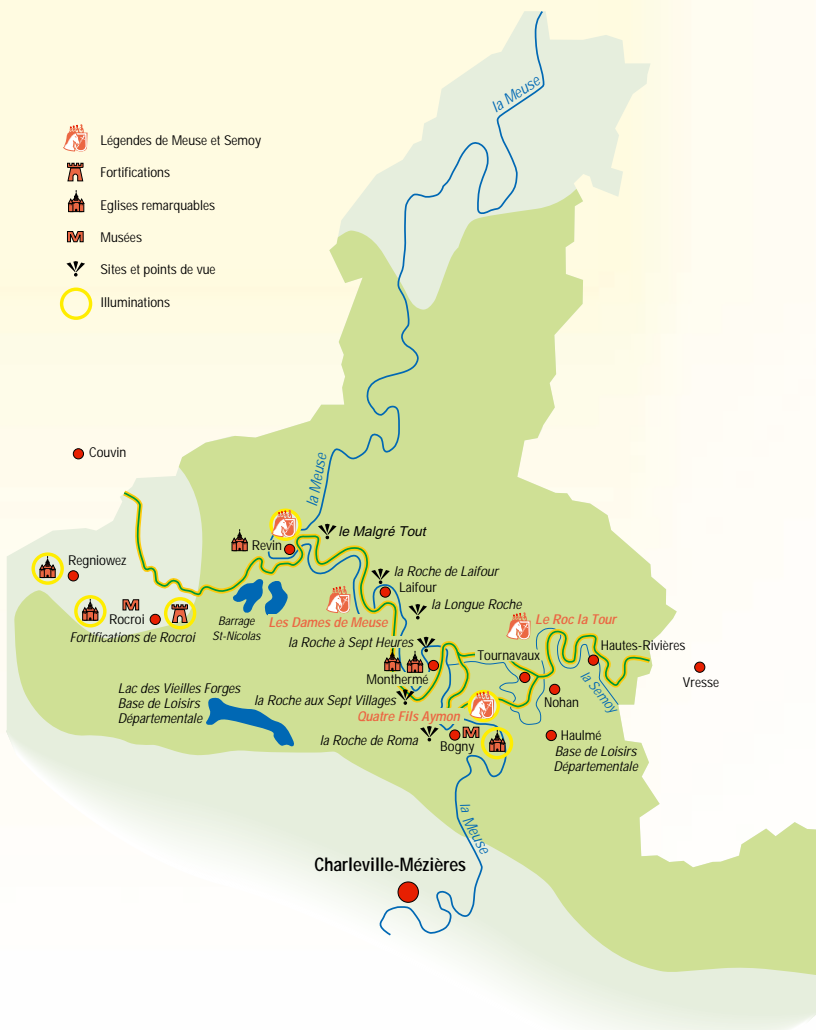 la Meuse
Légendes de Meuse et Semoy
Fortifications
Eglises remarquables
Musées
Sites et points de vue
Illuminations
Couvin
la Meuse
le Malgré Tout
Revin
Regniowez
la Roche de Laifour
Laifour
la Longue Roche
Rocroi
Fortifications de Rocroi
Barrage
St-Nicolas
Les Dames de Meuse
Le Roc la Tour
la Roche à Sept Heures
Tournavaux
Hautes-Rivières
Monthermé
Vresse
la Semoy
Lac des Vieilles Forges
Base de Loisirs
Départementale
la Roche aux Sept Villages
Nohan
Quatre Fils Aymon
la Roche de Roma
Bogny
Haulmé
Base de Loisirs
Départementale
la Meuse
Charleville-Mézières